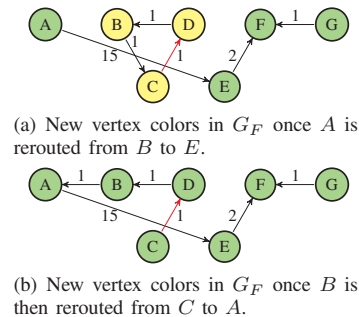 A B D F G
1 1
15 1 1 2
C E
(a) New vertex colors in G_F once A is
rerouted from B to E.
1 1 1
A B D F G
15 1 2
C E
(b) New vertex colors in G_F once B is
then rerouted from C to A.